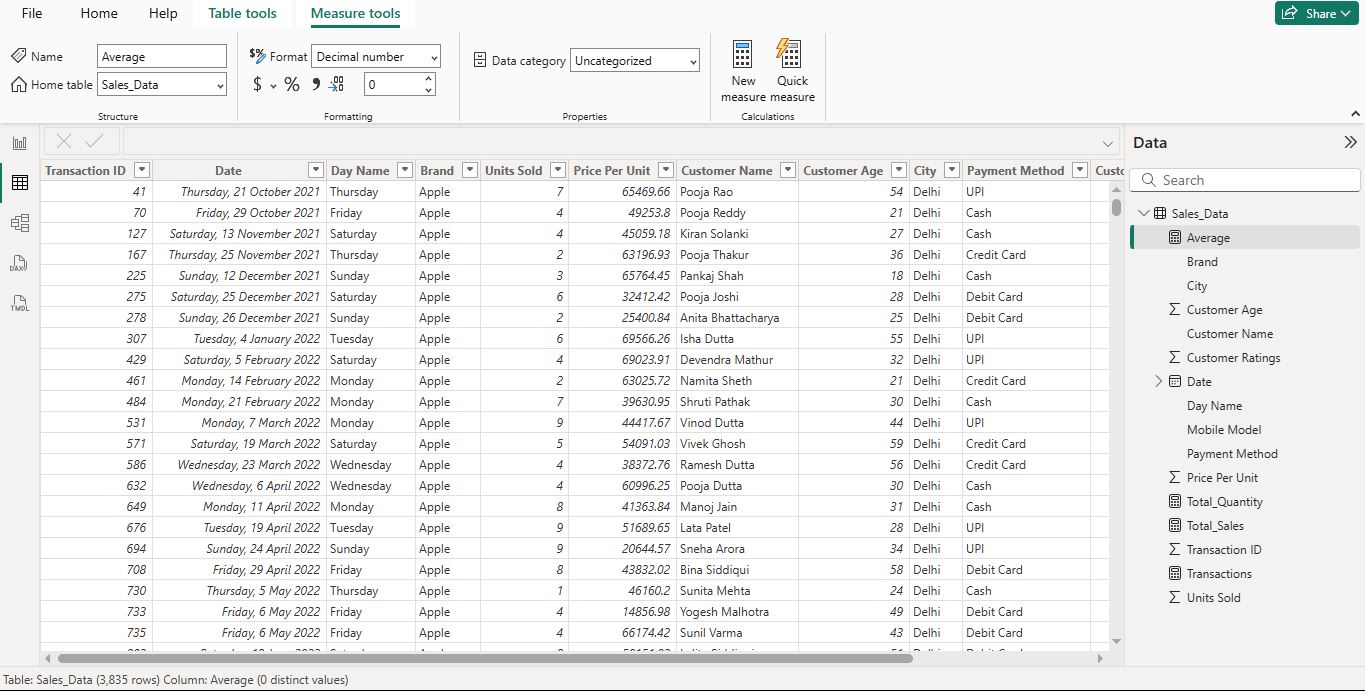 File Home Help Table tools Measure tools Share
Name Average $% Format Decimal number Data category Uncategorized New measure Quick measure
Home table Sales_Data $ % 0
Structure Formatting Properties Calculations
Data
Transaction ID Date Day Name Brand Units Sold Price Per Unit Customer Name Customer Age City Payment Method
41 Thursday, 21 October 2021 Thursday Apple 7 65469.66 Pooja Rao 54 Delhi UPI
70 Friday, 29 October 2021 Friday Apple 4 49253.8 Pooja Reddy 21 Delhi Cash
127 Saturday, 13 November 2021 Saturday Apple 4 45059.18 Kiran Solanki 27 Delhi Cash
167 Thursday, 25 November 2021 Thursday Apple 2 63196.93 Pooja Thakur 36 Delhi Credit Card
225 Sunday, 12 December 2021 Sunday Apple 3 65764.45 Pankaj Shah 18 Delhi Cash
275 Saturday, 25 December 2021 Saturday Apple 6 32412.42 Pooja Joshi 28 Delhi Debit Card
278 Sunday, 26 December 2021 Sunday Apple 2 25400.84 Anita Bhattacharya 25 Delhi Debit Card
307 Tuesday, 4 January 2022 Tuesday Apple 6 69566.26 Isha Dutta 55 Delhi UPI
429 Saturday, 5 February 2022 Saturday Apple 4 69023.91 Devendra Mathur 32 Delhi UPI
461 Monday, 14 February 2022 Monday Apple 2 63025.72 Namita Sheth 21 Delhi Credit Card
484 Monday, 21 February 2022 Monday Apple 7 39630.95 Shruti Pathak 30 Delhi Cash
531 Monday, 7 March 2022 Monday Apple 9 44417.67 Vinod Dutta 44 Delhi UPI
571 Saturday, 19 March 2022 Saturday Apple 5 54091.03 Vivek Ghosh 59 Delhi Credit Card
586 Wednesday, 23 March 2022 Wednesday Apple 4 38372.76 Ramesh Dutta 56 Delhi Credit Card
632 Wednesday, 6 April 2022 Wednesday Apple 4 60996.25 Pooja Dutta 30 Delhi Cash
649 Monday, 11 April 2022 Monday Apple 8 41363.84 Manoj Jain 31 Delhi Cash
676 Tuesday, 19 April 2022 Tuesday Apple 9 51689.65 Lata Patel 28 Delhi UPI
694 Sunday, 24 April 2022 Sunday Apple 9 20644.57 Sneha Arora 34 Delhi UPI
708 Friday, 29 April 2022 Friday Apple 8 43832.02 Bina Siddiqui 58 Delhi Debit Card
730 Thursday, 5 May 2022 Thursday Apple 1 46160.2 Sunita Mehta 24 Delhi Cash
733 Friday, 6 May 2022 Friday Apple 4 14856.98 Yogesh Malhotra 49 Delhi Debit Card
735 Friday, 6 May 2022 Friday Apple 4 66174.42 Sunil Varma 43 Delhi Debit Card
DAX
TMDL
Search
Sales_Data
Average
Brand
City
Customer Age
Customer Name
Customer Ratings
Date
Day Name
Mobile Model
Payment Method
Price Per Unit
Total_Quantity
Total_Sales
Transaction ID
Transactions
Units Sold
Table: Sales_Data (3,835 rows) Column: Average (0 distinct values)